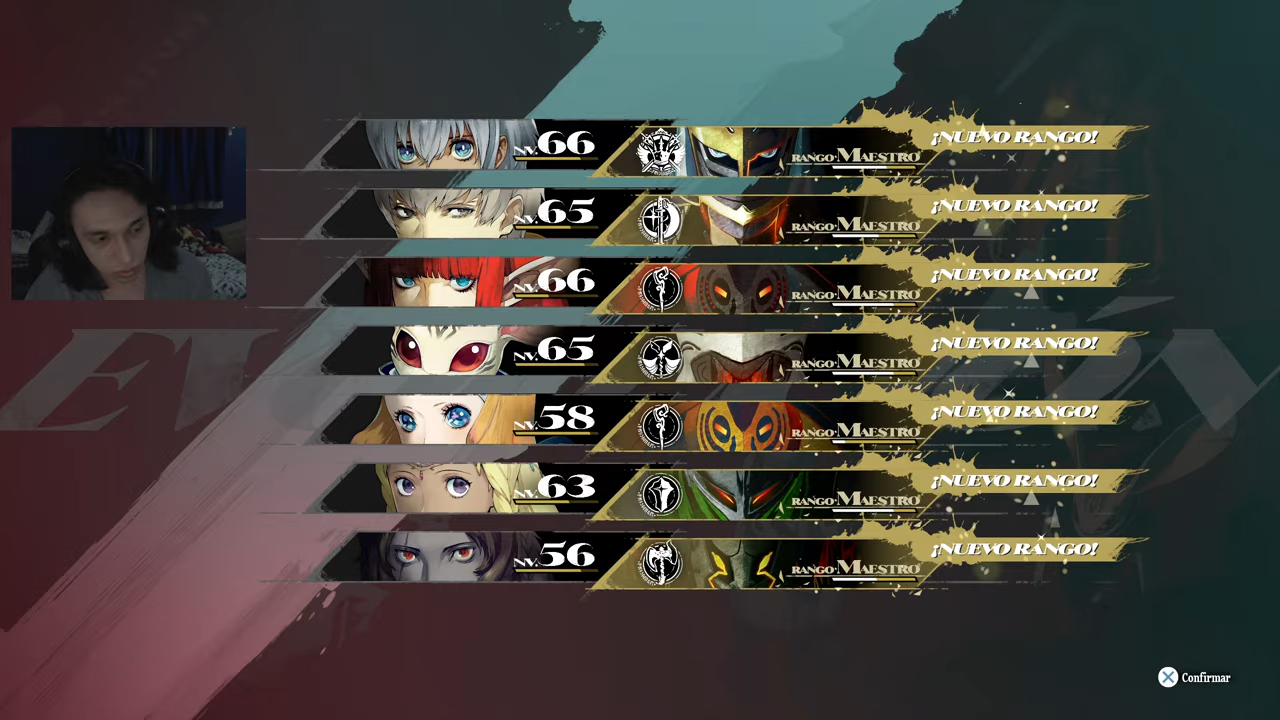 NV. 66 RANGO: MAESTRO ¡NUEVO RANGO!
NV. 65 RANGO: MAESTRO ¡NUEVO RANGO!
NV. 66 RANGO: MAESTRO ¡NUEVO RANGO!
NV. 65 RANGO: MAESTRO ¡NUEVO RANGO!
NV. 58 RANGO: MAESTRO ¡NUEVO RANGO!
NV. 63 RANGO: MAESTRO ¡NUEVO RANGO!
NV. 56 RANGO: MAESTRO ¡NUEVO RANGO!
Confirmar